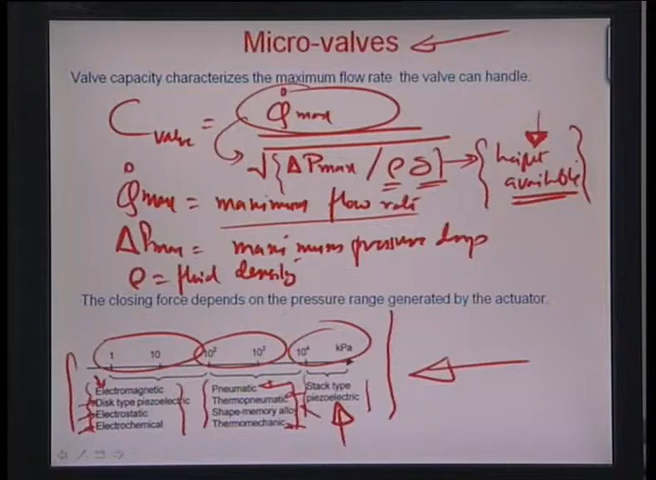 Micro-valves
Valve capacity characterizes the maximum flow rate the valve can handle.
C valve = Q̇ max
√{ΔPmax / ρ δ} → { height available }
Q̇max = maximum flow rate
ΔPmax = maximum pressure drop
ρ = fluid density
The closing force depends on the pressure range generated by the actuator.
1 10 10² 10³ 10⁴ kPa
Electromagnetic Pneumatic Stack type
Disk type piezoelectric Thermopneumatic piezoelectric
Electrostatic Shape-memory alloy
Electrochemical Thermomechanic